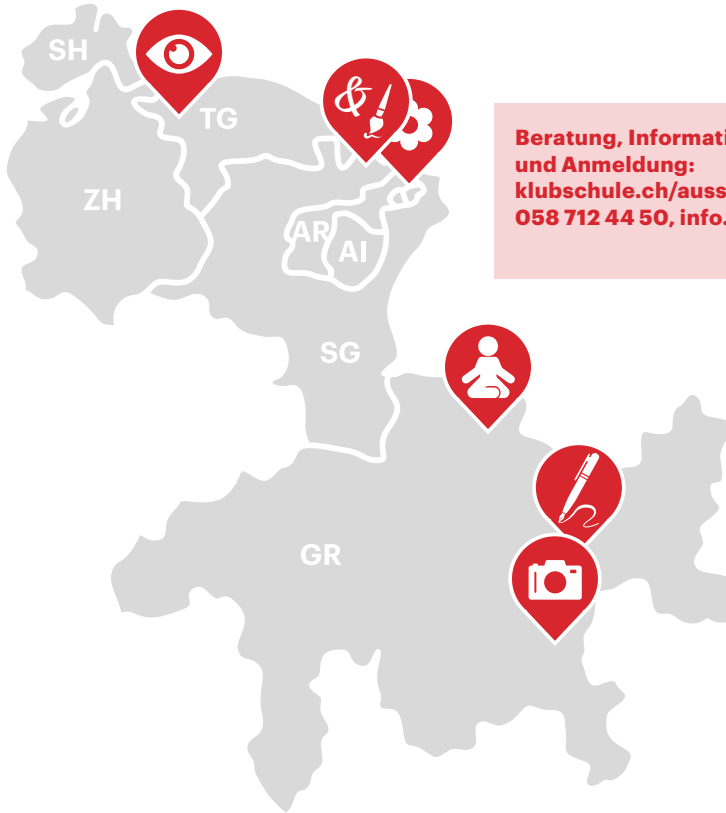 SH
TG
&
ZH
AR
AI
SG
GR
Beratung, Informati
und Anmeldung:
klubschule.ch/auss
058 712 44 50, info.